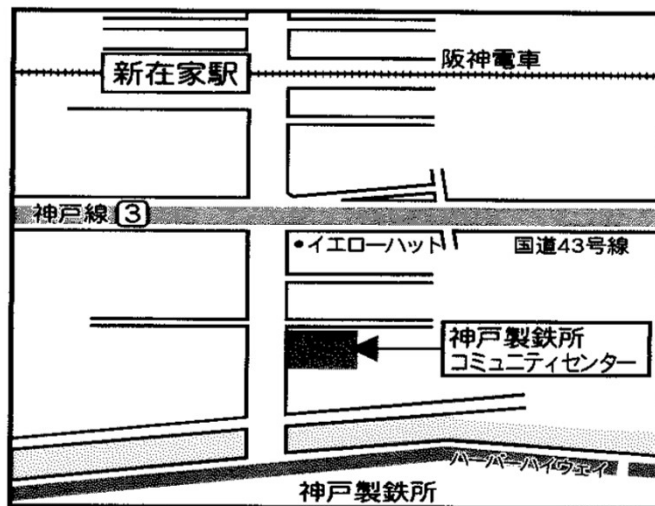 阪神電車
新在家駅
神戸線 3
•イエローハット
国道43号線
神戸製鉄所
コミュニティセンター
ハーバーハイウェイ
神戸製鉄所